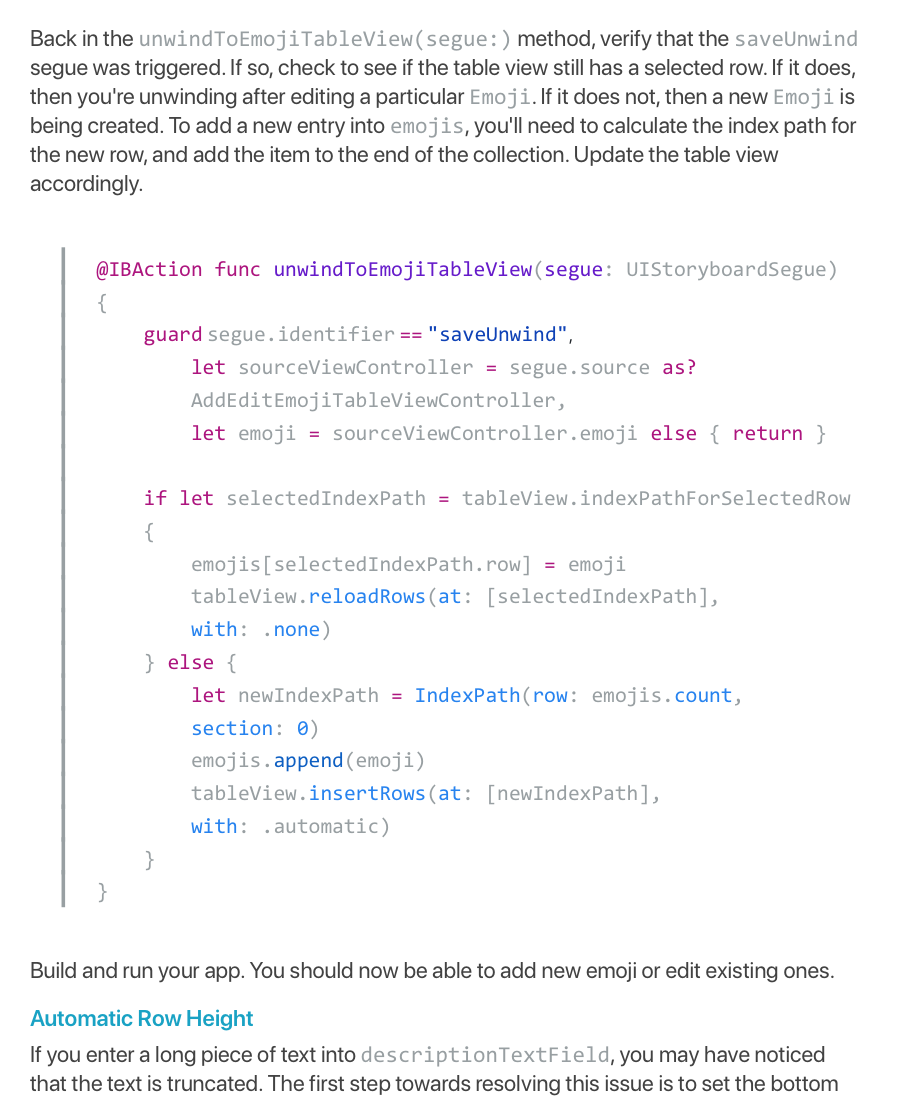 Back in the unwindToEmojiTableView(segue:) method, verify that the saveUnwind
segue was triggered. If so, check to see if the table view still has a selected row. If it does,
then you're unwinding after editing a particular Emoji. If it does not, then a new Emoji is
being created. To add a new entry into emojis, you'll need to calculate the index path for
the new row, and add the item to the end of the collection. Update the table view
accordingly.
@IBAction func unwindToEmojiTableView(segue: UIStoryboardSegue)
{
guard segue.identifier == "saveUnwind",
let sourceViewController = segue.source as?
AddEditEmojiTableViewController,
let emoji = sourceViewController.emoji else { return }
if let selectedIndexPath = tableView.indexPathForSelectedRow
{
emojis[selectedIndexPath.row] = emoji
tableView.reloadRows(at: [selectedIndexPath],
with: .none)
} else {
let newIndexPath = IndexPath(row: emojis.count,
section: 0)
emojis.append(emoji)
tableView.insertRows(at: [newIndexPath],
with: .automatic)
}
}
Build and run your app. You should now be able to add new emoji or edit existing ones.
Automatic Row Height
If you enter a long piece of text into descriptionTextField, you may have noticed
that the text is truncated. The first step towards resolving this issue is to set the bottom